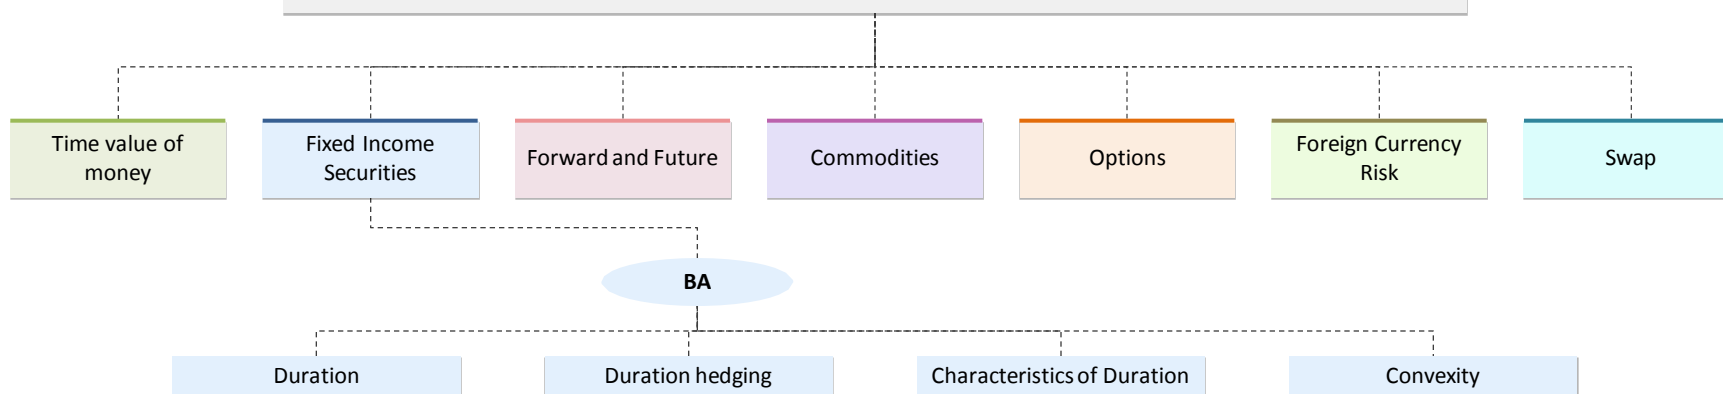 Time value of
money
Fixed Income
Securities
Forward and Future
Commodities
Options
Foreign Currency
Risk
Swap
BA
Duration
Duration hedging
Characteristics of Duration
Convexity